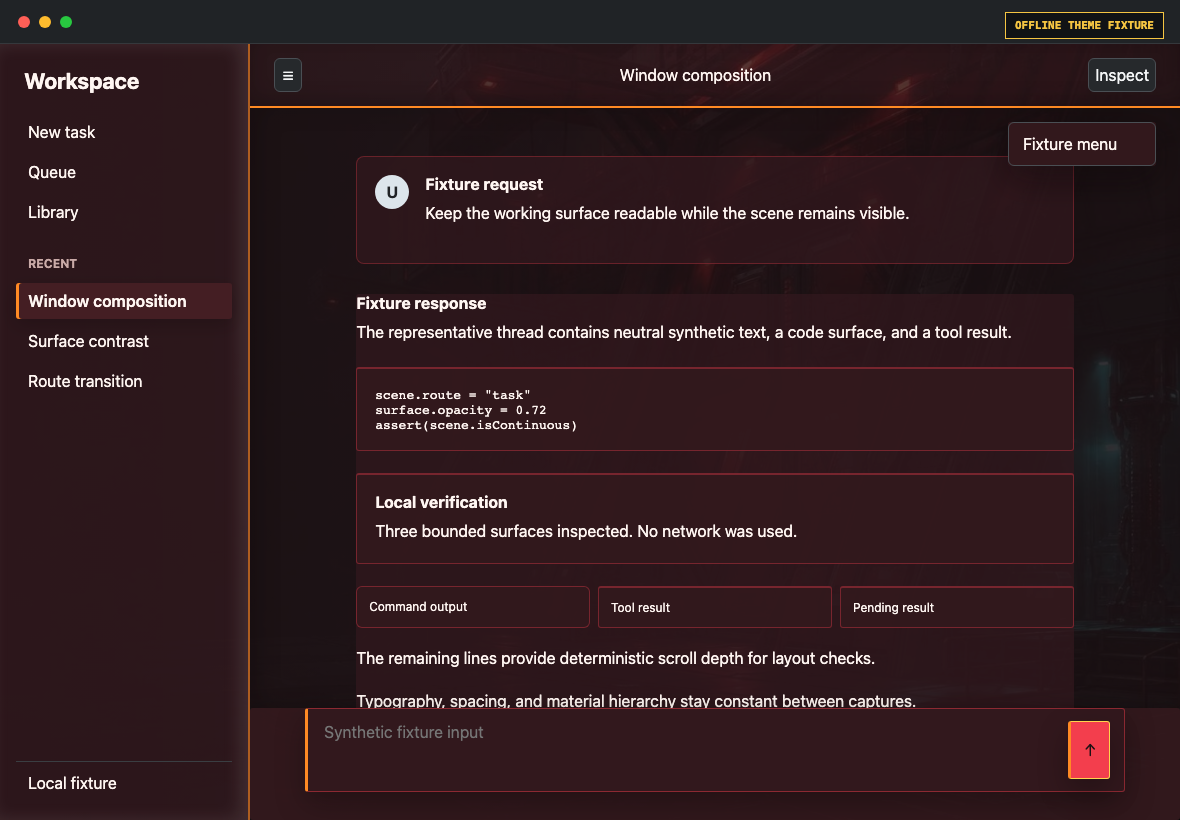 OFFLINE THEME FIXTURE
Workspace
New task
Queue
Library
RECENT
Window composition
Surface contrast
Route transition
Local fixture
Window composition
Inspect
Fixture menu
U
Fixture request
Keep the working surface readable while the scene remains visible.
Fixture response
The representative thread contains neutral synthetic text, a code surface, and a tool result.
scene.route = "task"
surface.opacity = 0.72
assert(scene.isContinuous)
Local verification
Three bounded surfaces inspected. No network was used.
Command output
Tool result
Pending result
The remaining lines provide deterministic scroll depth for layout checks.
Typography, spacing, and material hierarchy stay constant between captures.
Synthetic fixture input